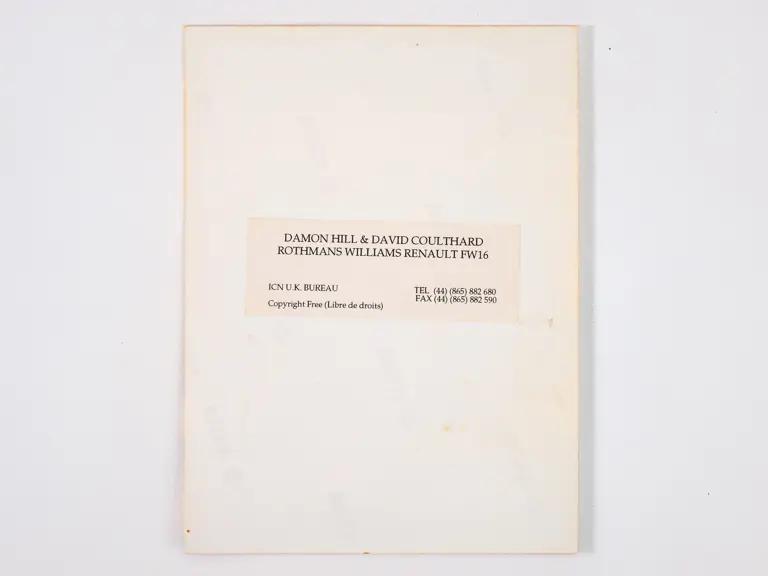 DAMON HILL & DAVID COULTHARD
ROTHMANS WILLIAMS RENAULT FW16
ICN U.K. BUREAU
TEL (44) (865) 882 680
FAX (44) (865) 882 590
Copyright Free (Libre de droits)